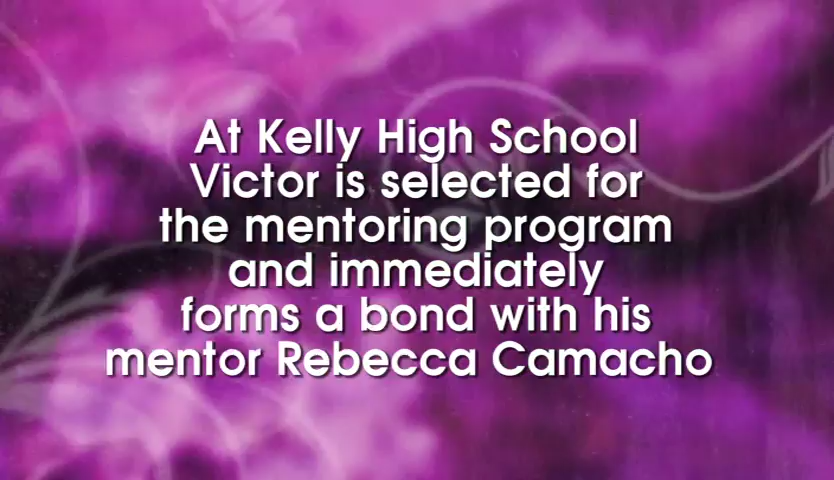 At Kelly High School
Victor is selected for
the mentoring program
and immediately
forms a bond with his
mentor Rebecca Camacho